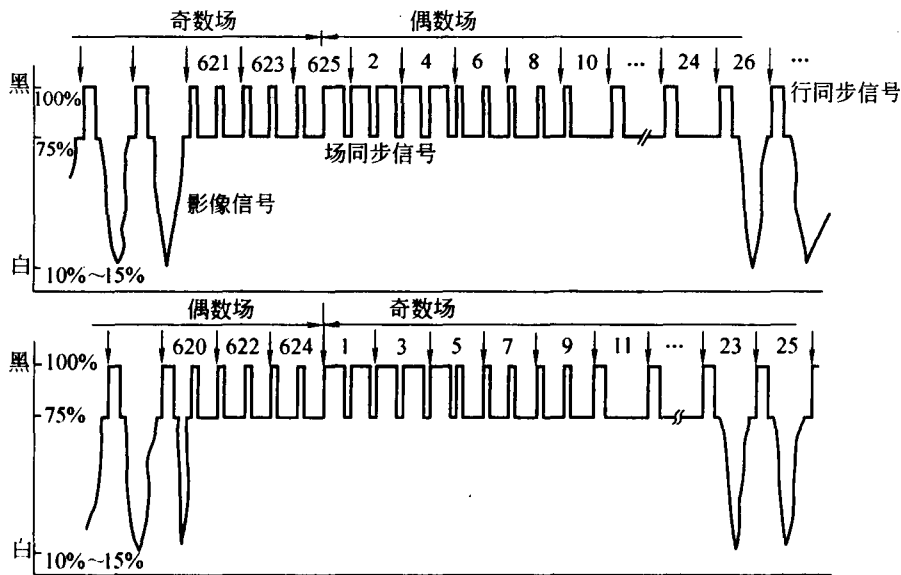 奇数场 偶数场
621 623 625 2 4 6 8 10 ... 24 26 ...
黑 100% 行同步信号
75% 场同步信号
影像信号
白 10%~15%
偶数场 奇数场
620 622 624 1 3 5 7 9 11 ... 23 25
黑 100%
75%
白 10%~15%